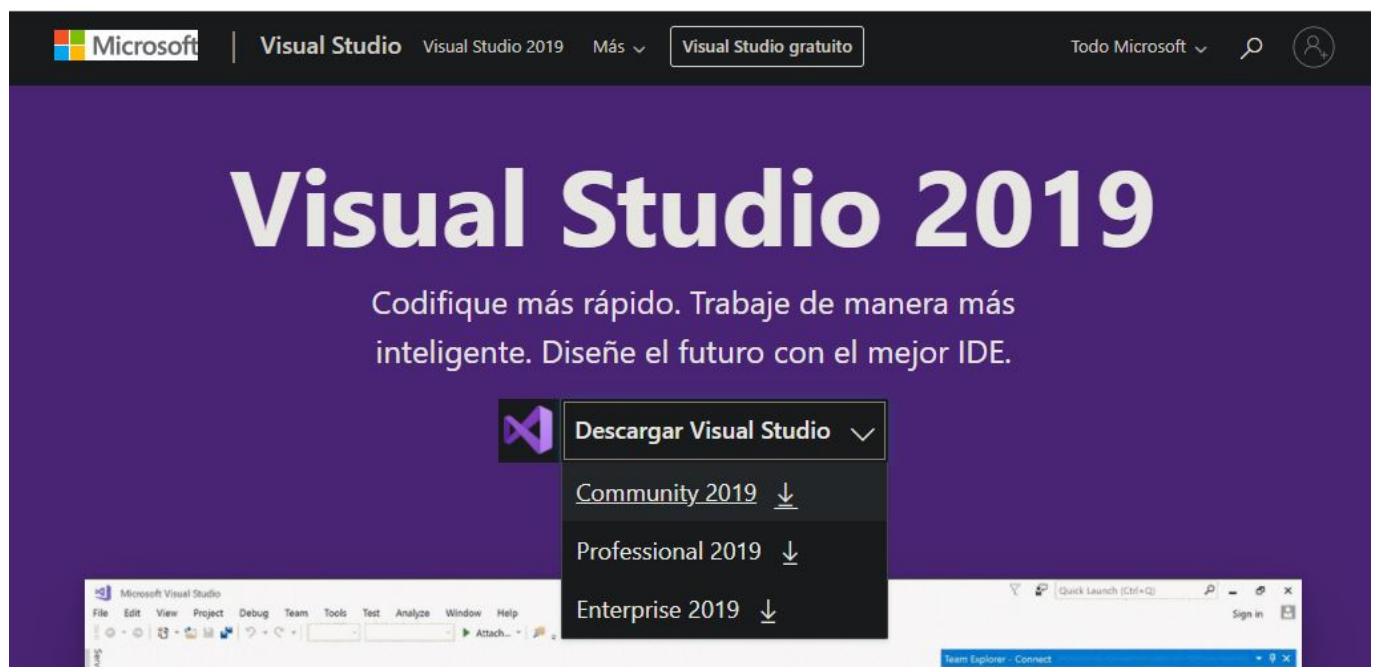 Microsoft | Visual Studio Visual Studio 2019 Más Visual Studio gratuito Todo Microsoft
Visual Studio 2019
Codifique más rápido. Trabaje de manera más
inteligente. Diseñe el futuro con el mejor IDE.
Descargar Visual Studio
Community 2019
Professional 2019
Enterprise 2019
Microsoft Visual Studio Quick Launch (Ctrl+Q)
File Edit View Project Debug Team Tools Test Analyze Window Help Sign in
Attach...
Team Explorer - Connect